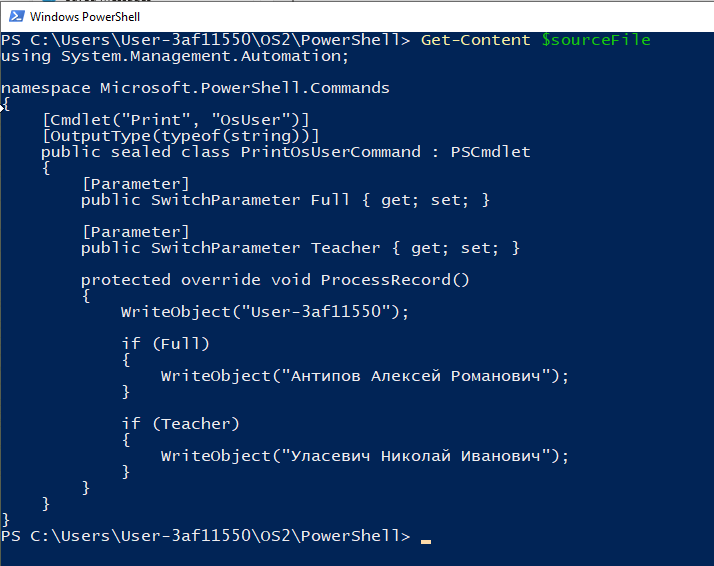 Windows PowerShell
PS C:\Users\User-3af11550\OS2\PowerShell> Get-Content $sourceFile
using System.Management.Automation;

namespace Microsoft.PowerShell.Commands
{
    [Cmdlet("Print", "OsUser")]
    [OutputType(typeof(string))]
    public sealed class PrintOsUserCommand : PSCmdlet
    {
        [Parameter]
        public SwitchParameter Full { get; set; }

        [Parameter]
        public SwitchParameter Teacher { get; set; }

        protected override void ProcessRecord()
        {
            WriteObject("User-3af11550");

            if (Full)
            {
                WriteObject("Антипов Алексей Романович");
            }

            if (Teacher)
            {
                WriteObject("Уласевич Николай Иванович");
            }
        }
    }
}
PS C:\Users\User-3af11550\OS2\PowerShell> _